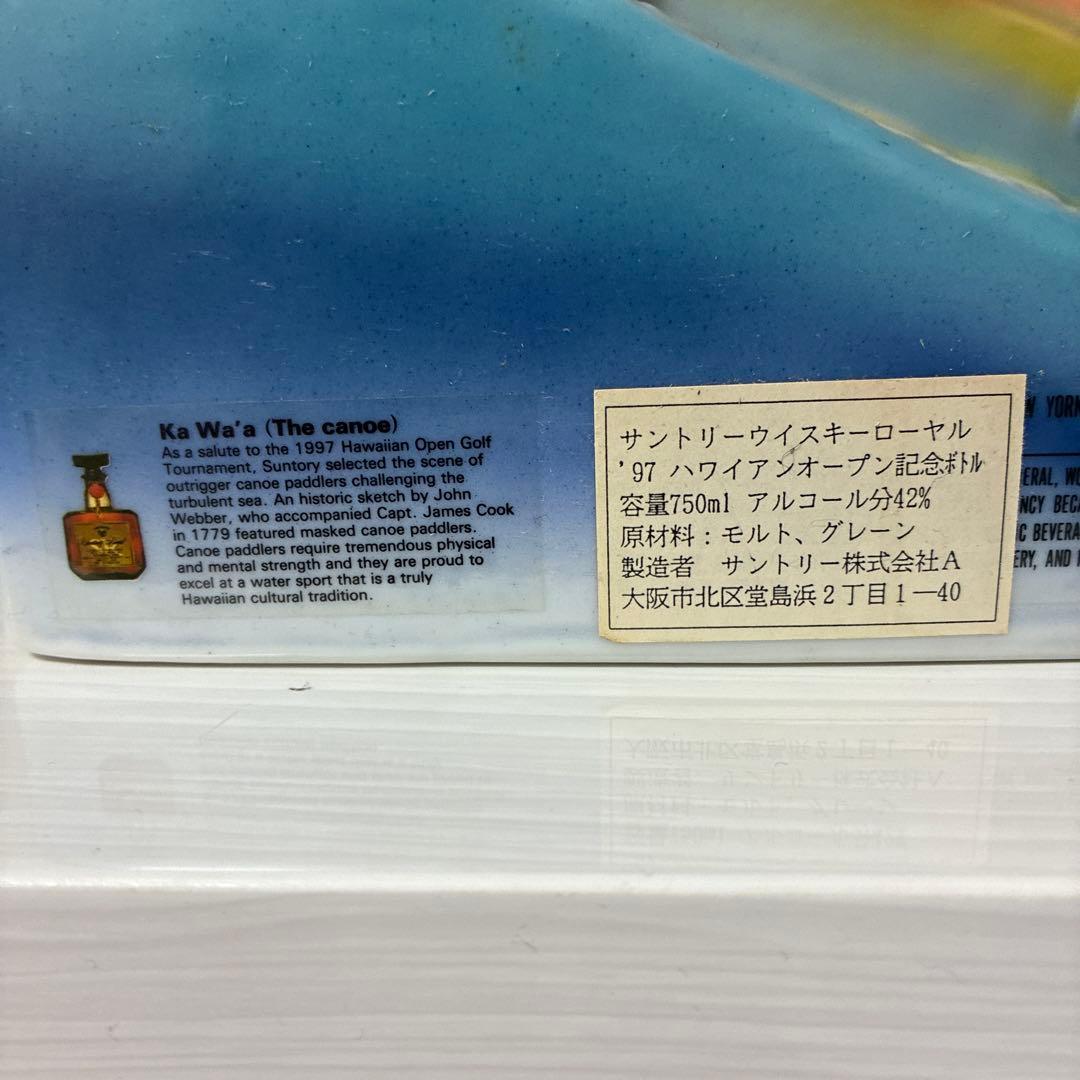 Ka Wa'a (The canoe)
As a salute to the 1997 Hawaiian Open Golf
Tournament, Suntory selected the scene of
outrigger canoe paddlers challenging the
turbulent sea. An historic sketch by John
Webber, who accompanied Capt. James Cook
in 1779 featured masked canoe paddlers.
Canoe paddlers require tremendous physical
and mental strength and they are proud to
excel at a water sport that is a truly
Hawaiian cultural tradition.
サントリーウイスキーローヤル
'97 ハワイアンオープン記念ﾎﾞﾄﾙ
容量750ml アルコール分42%
原材料：モルト、グレーン
製造者 サントリー株式会社A
大阪市北区堂島浜2丁目1―40
YORK
ERAL,
NCY
ERY, AND